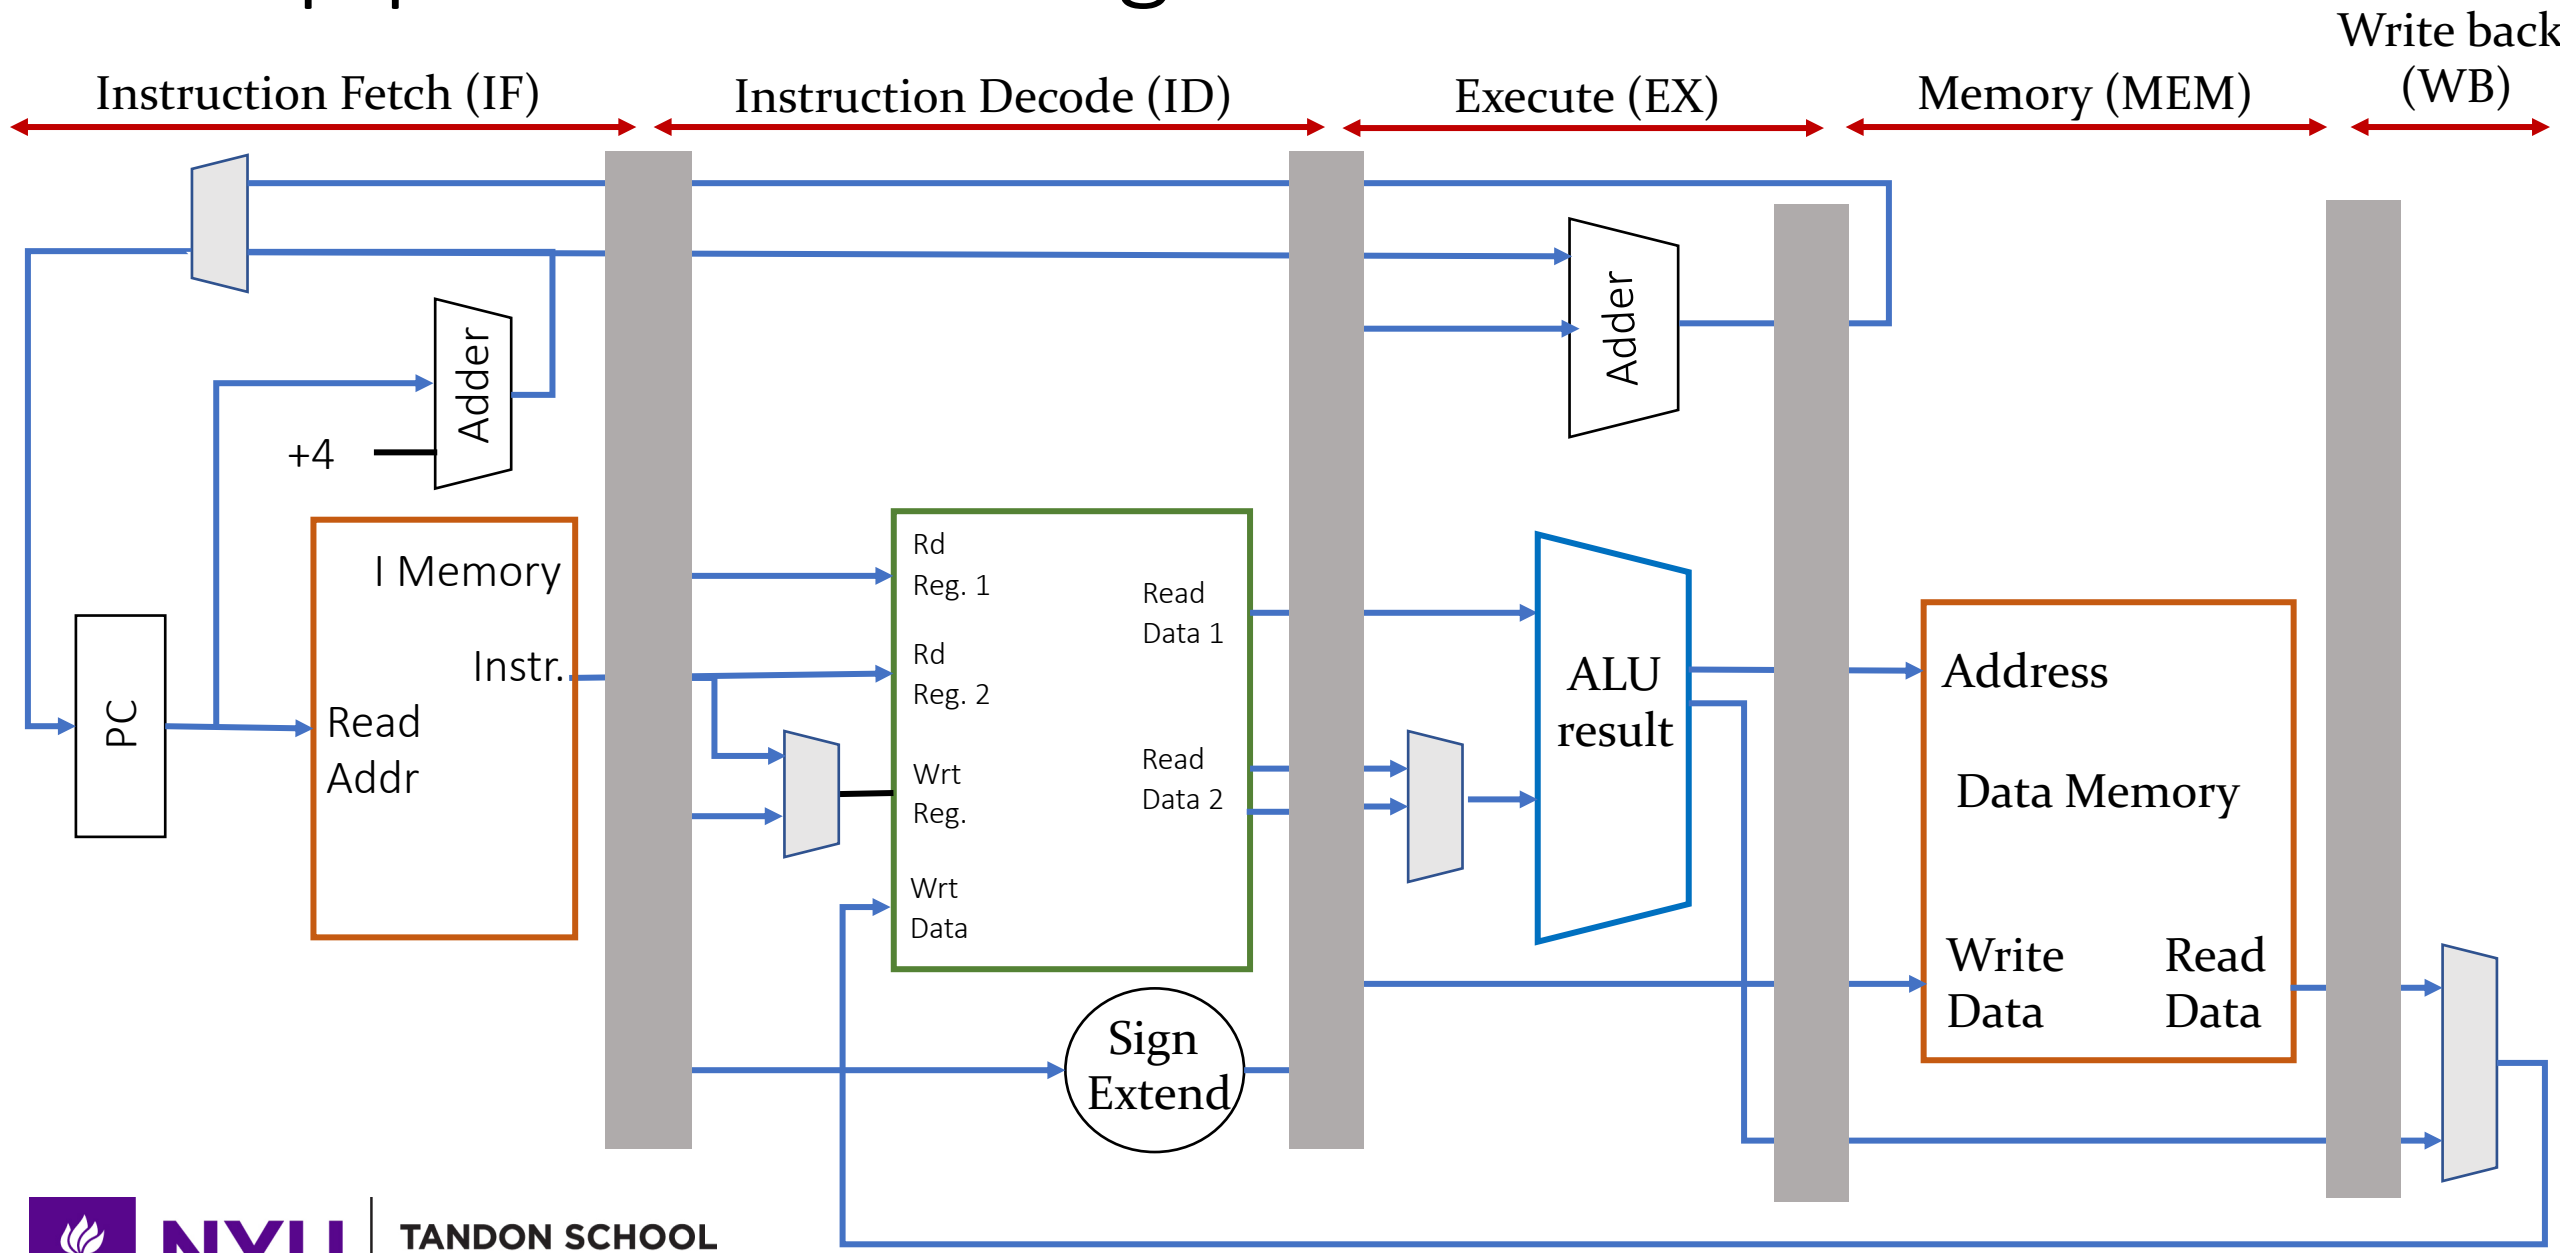 Instruction Fetch (IF)
Instruction Decode (ID)
Execute (EX)
Memory (MEM)
Write back
(WB)
Adder
+4
Adder
I Memory
Instr.
Read
Addr
PC
Rd
Reg. 1
Rd
Reg. 2
Wrt
Reg.
Wrt
Data
Read
Data 1
Read
Data 2
Sign
Extend
ALU
result
Address
Data Memory
Write
Data
Read
Data
NYU
TANDON SCHOOL